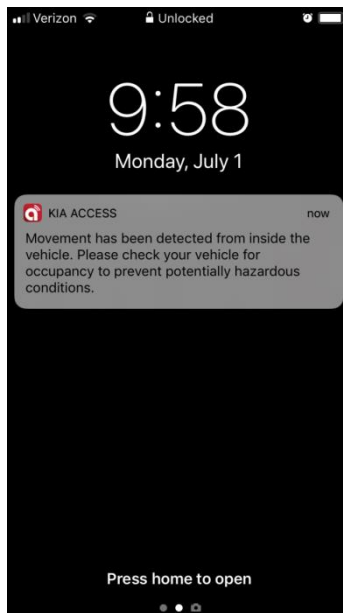 Verizon Unlocked
9:58
Monday, July 1
KIA ACCESS now
Movement has been detected from inside the
vehicle. Please check your vehicle for
occupancy to prevent potentially hazardous
conditions.
Press home to open